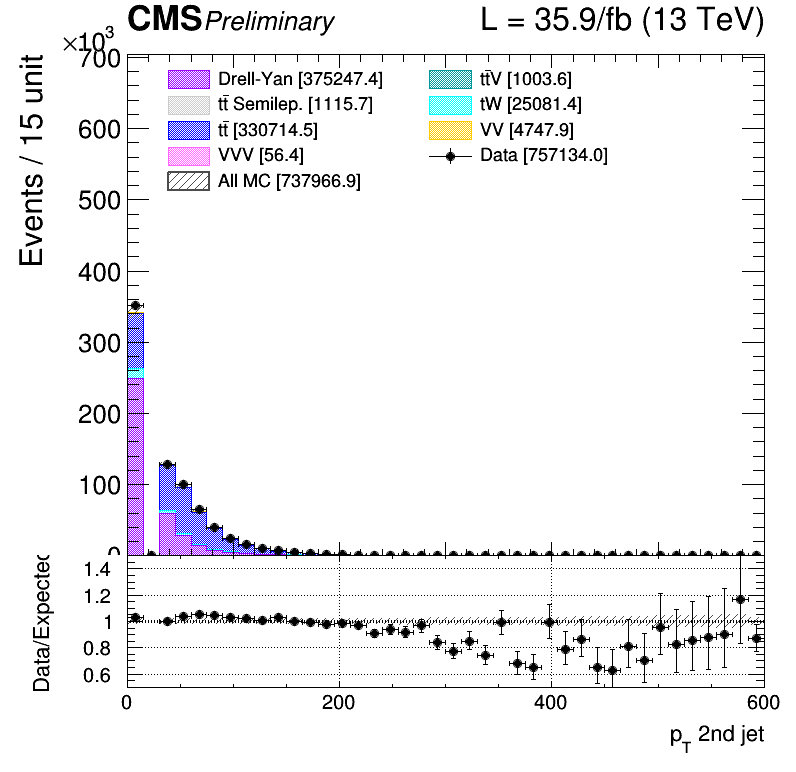 CMS Preliminary L = 35.9/fb (13 TeV)
×10³
700
600
500
400
300
200
100
0
Events / 15 unit
Drell-Yan [375247.4]
tt̄ Semilep. [1115.7]
tt̄ [330714.5]
VVV [56.4]
All MC [737966.9]
tt̄V [1003.6]
tW [25081.4]
VV [4747.9]
Data [757134.0]
Data/Expected
1.4
1.2
1
0.8
0.6
0 200 400 600
p_T 2nd jet